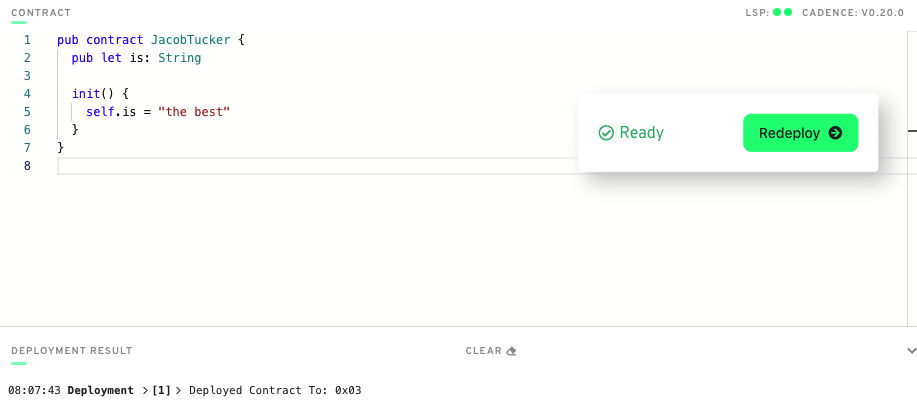 CONTRACT
LSP: CADENCE: V0.20.0
1 pub contract JacobTucker {
2 pub let is: String
3
4 init() {
5 self.is = "the best"
6 }
7 }
8
Ready
Redeploy
DEPLOYMENT RESULT
CLEAR
08:07:43 Deployment > [1] > Deployed Contract To: 0x03